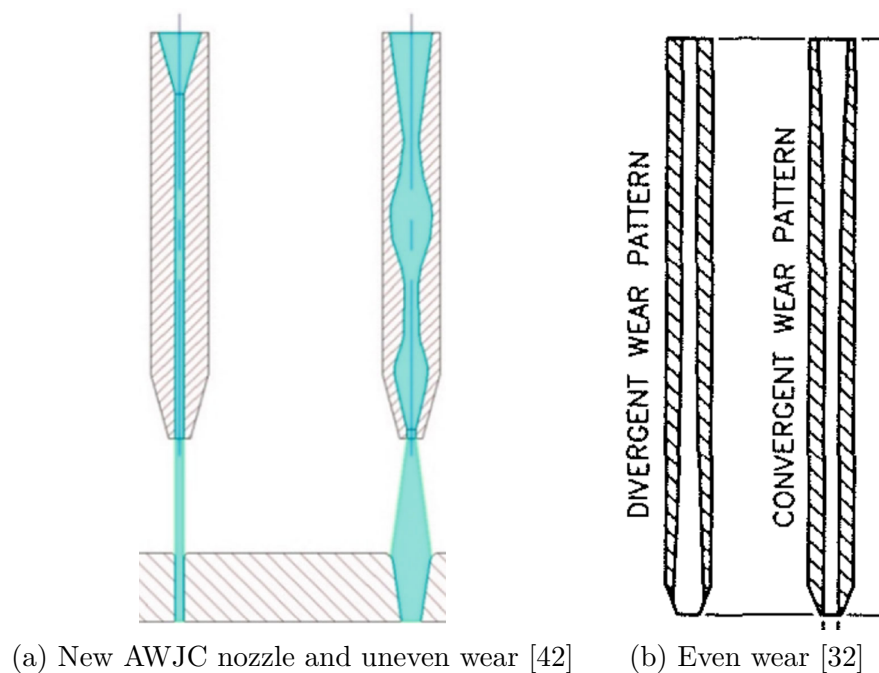 DIVERGENT WEAR PATTERN
CONVERGENT WEAR PATTERN
(a) New AWJC nozzle and uneven wear [42]
(b) Even wear [32]